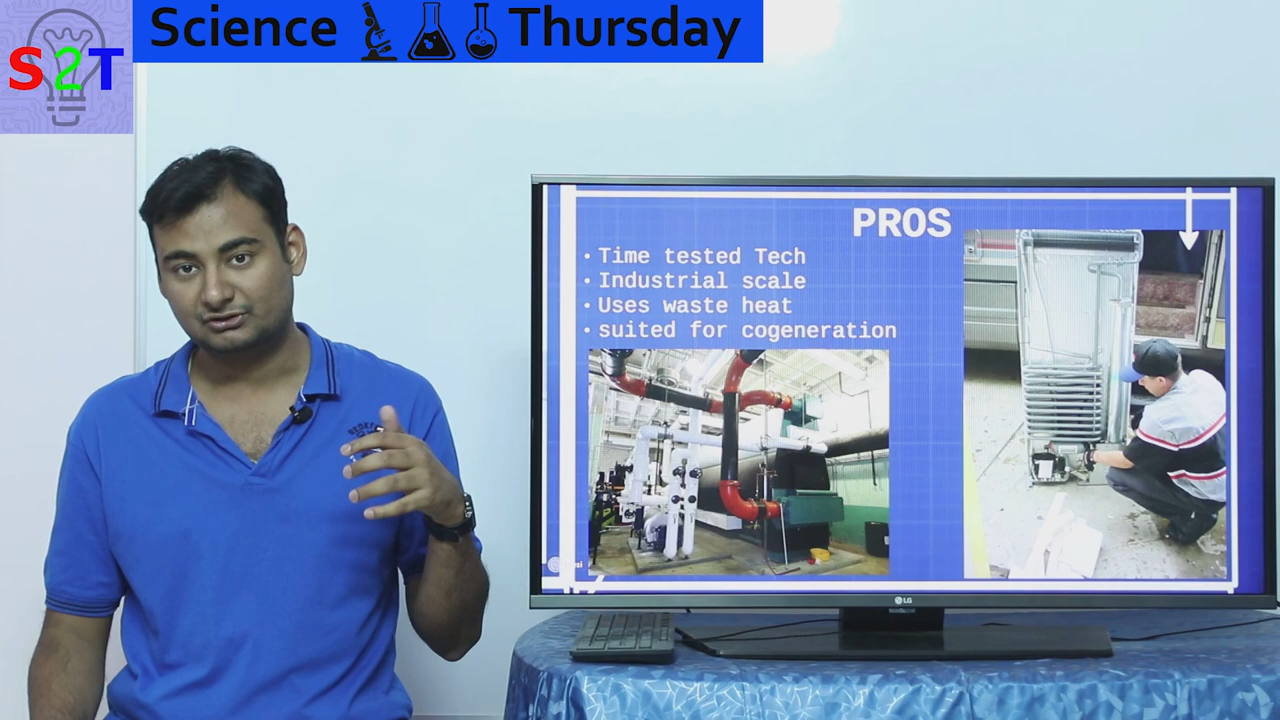 Science Thursday
S2T
PROS
• Time tested Tech
• Industrial scale
• Uses waste heat
• suited for cogeneration
LG